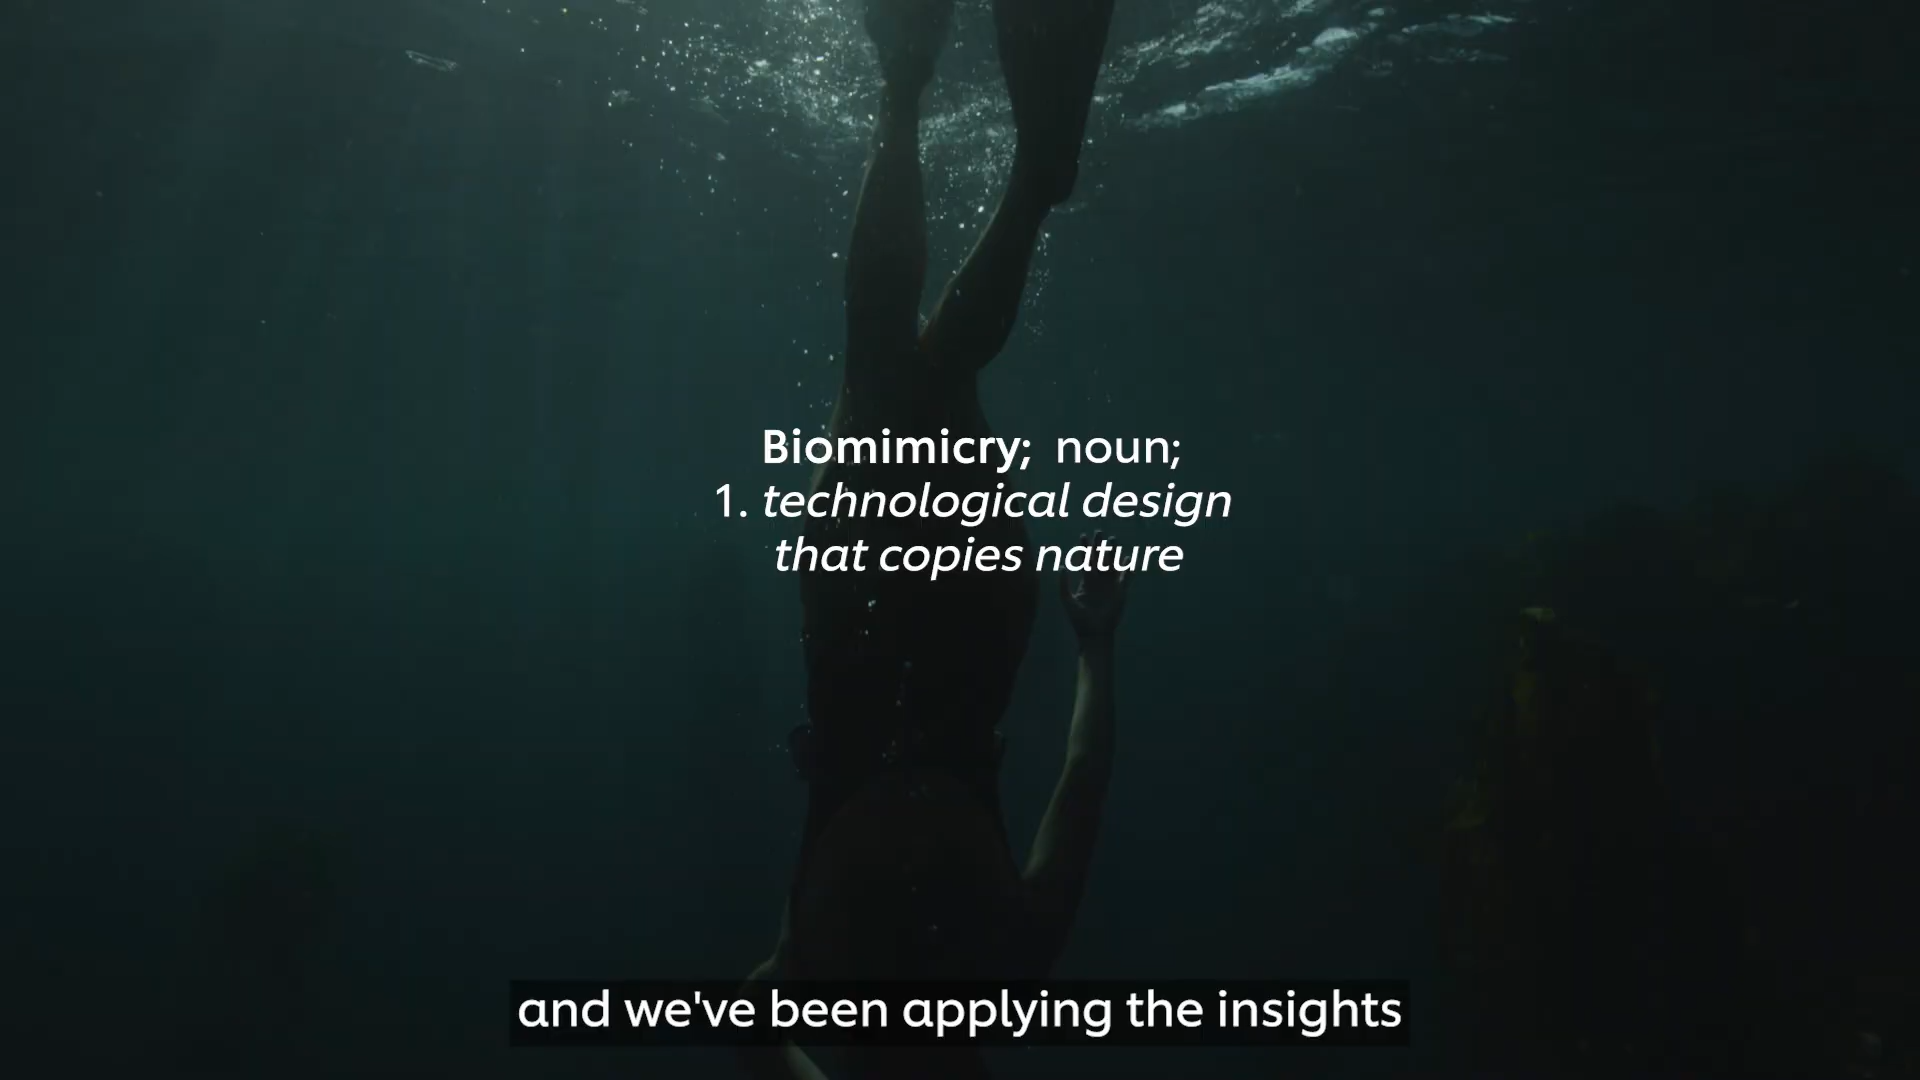 Biomimicry; noun;
1. technological design
that copies nature
and we've been applying the insights